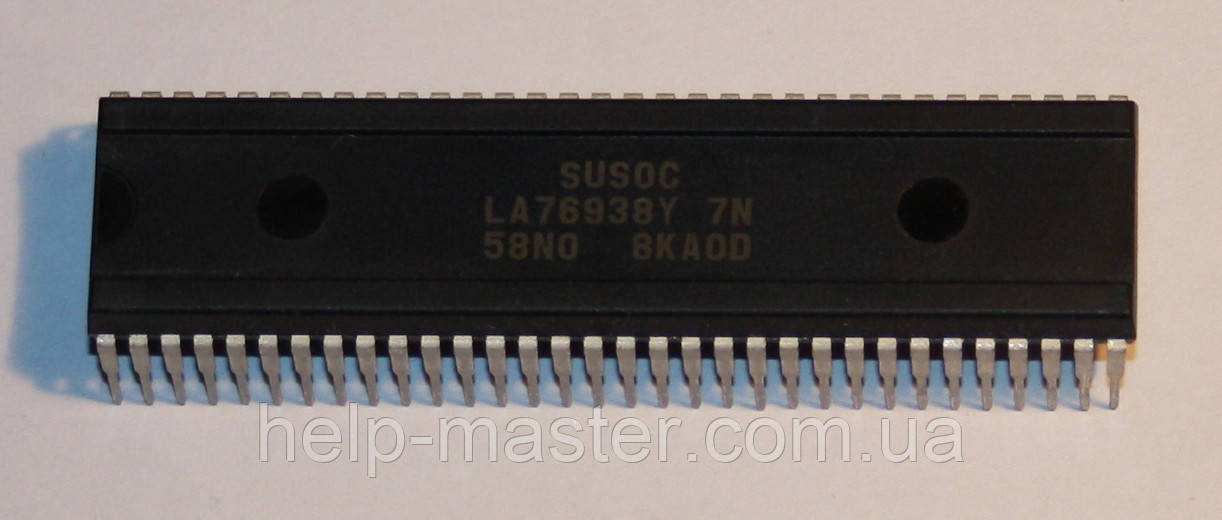 SUSOC
LA76938Y 7N
58N0 8KA0D
help-master.com.ua